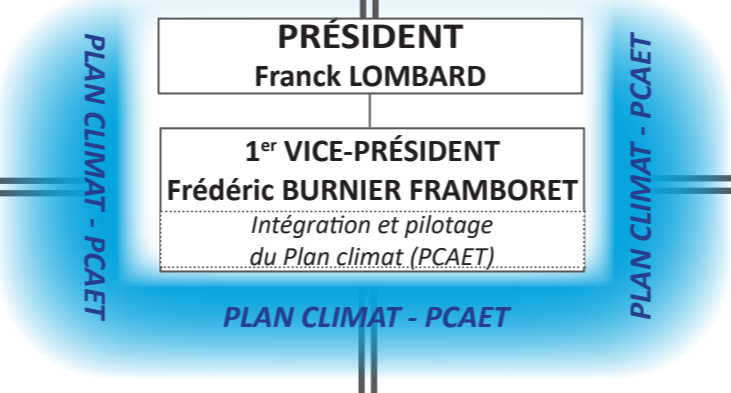 PRÉSIDENT
Franck LOMBARD
1er VICE-PRÉSIDENT
Frédéric BURNIER FRAMBORET
Intégration et pilotage
du Plan climat (PCAET)
PLAN CLIMAT - PCAET
PLAN CLIMAT - PCAET
PLAN CLIMAT - PCAET